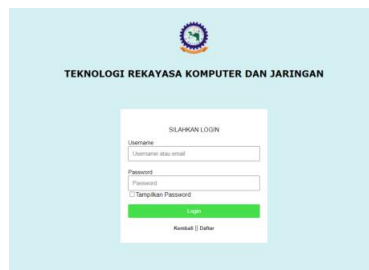 TEKNOLOGI REKAYASA KOMPUTER DAN JARINGAN
SILAHKAN LOGIN
Username
Username atau email
Password
Password
Tampilkan Password
Login
Kembali || Daftar